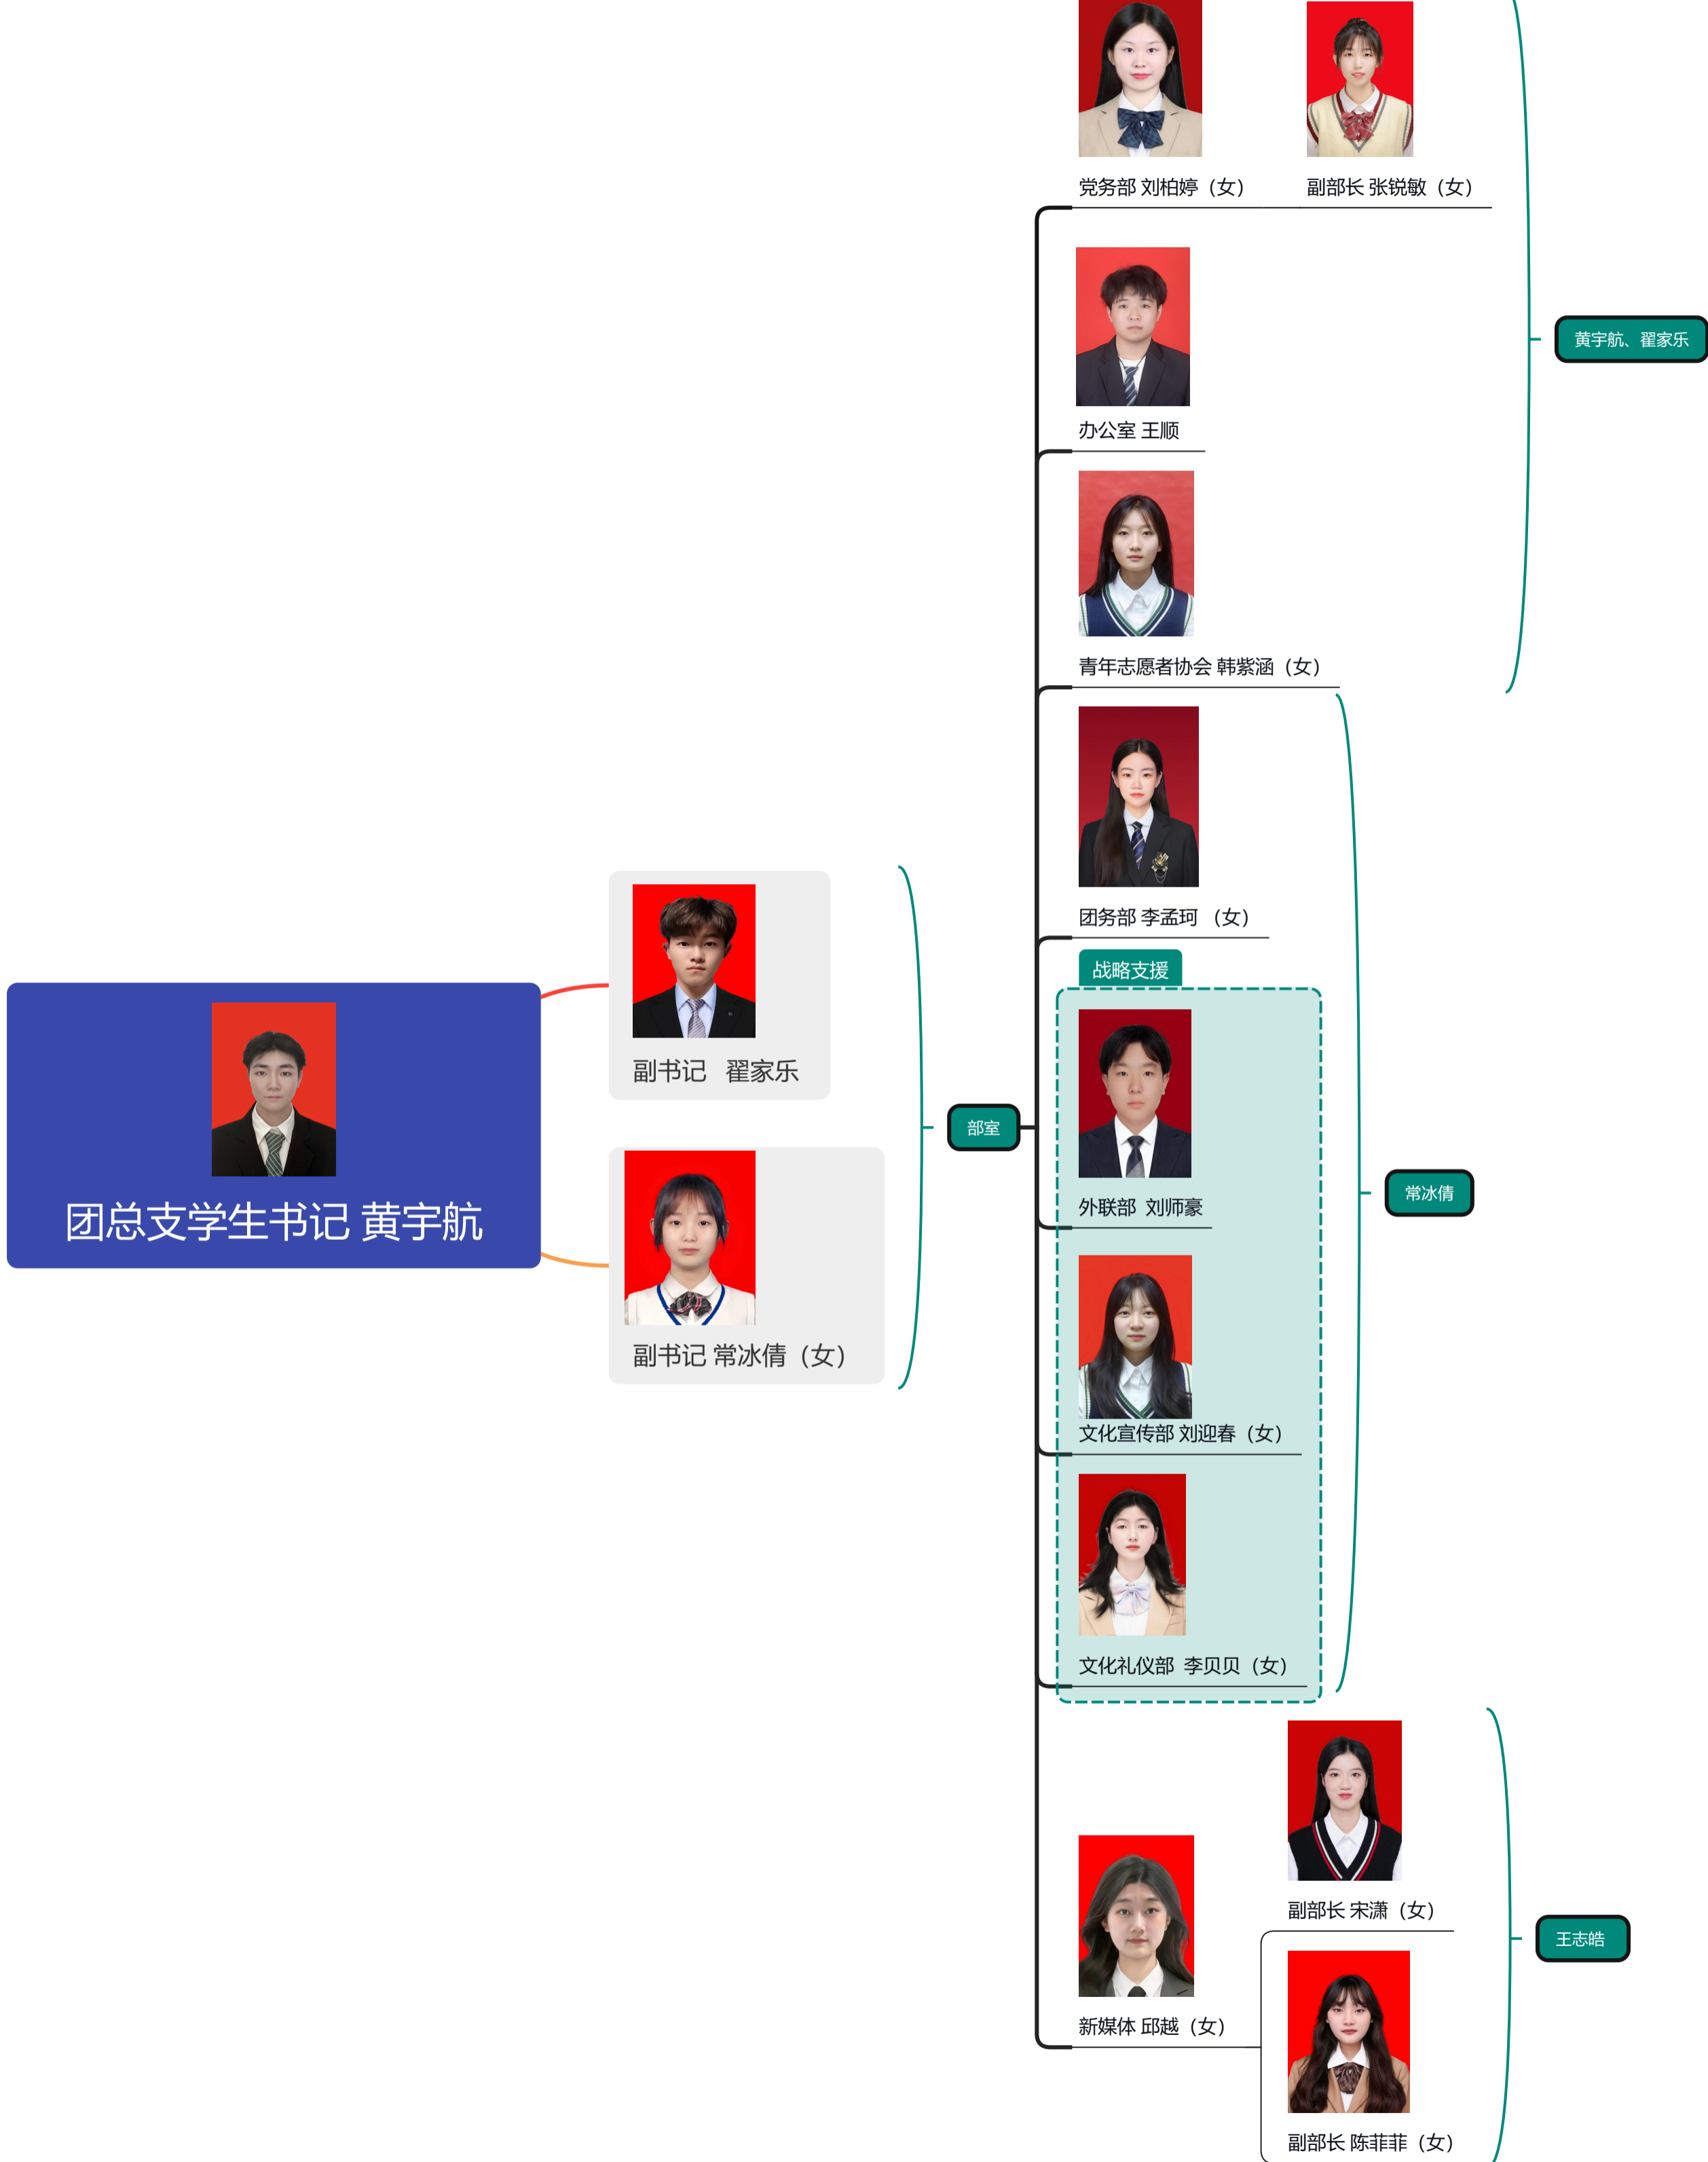 团总支学生书记 黄宇航
副书记 翟家乐
副书记 常冰倩（女）
部室
党务部 刘柏婷（女）
副部长 张锐敏（女）
办公室 王顺
青年志愿者协会 韩紫涵（女）
黄宇航、翟家乐
团务部 李孟珂 （女）
战略支援
外联部 刘师豪
文化宣传部 刘迎春（女）
文化礼仪部 李贝贝（女）
常冰倩
新媒体 邱越（女）
副部长 宋潇（女）
副部长 陈菲菲（女）
王志皓